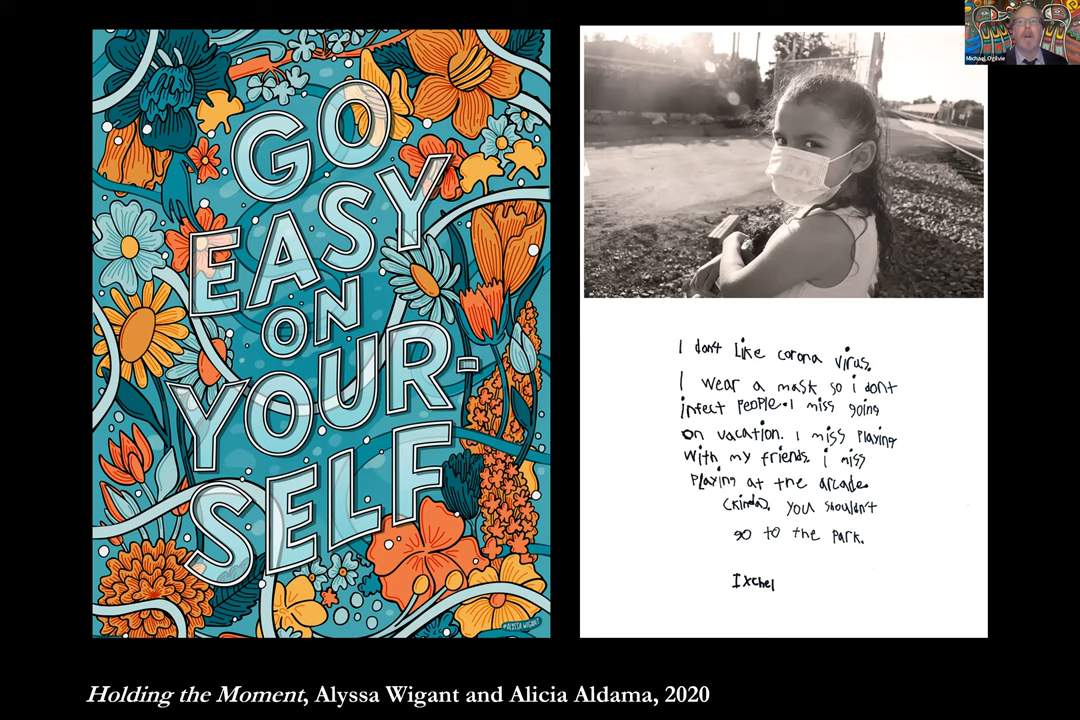 Michael Ogilvie
GO
EASY
ON
YOUR-
SELF
@ALYSSA WIGANT
I dont Like corona virus.
I wear a mask so i dont
infect people. I miss going
on vacation. I miss playing
with my friends. i miss
playing at the arcade
(kinda). you shouldn't
go to the park.
Ixchel
Holding the Moment, Alyssa Wigant and Alicia Aldama, 2020